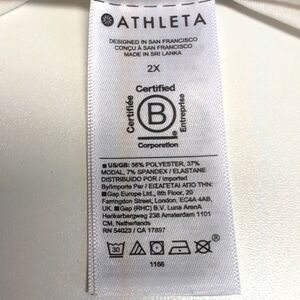 ATHLETA
DESIGNED IN SAN FRANCISCO
CONÇU À SAN FRANCISCO
MADE IN SRI LANKA
2X
Certified
Certifiée
B
Entreprise
Corporation
US/GB: 56% POLYESTER, 37%
MODAL, 7% SPANDEX / ELASTANE
DISTRIBUIDO POR / Imported
By/Importe Par / ΕΙΣΑΓΕΤΑΙ ΑΠΟ ΤΗΝ:
Gap Europe Ltd., 8th Floor, 20
Farringdon Street, London, EC4A 4AB,
UK. Gap (RHC) B.V. Luna ArenA
Herikerbergweg 238 Amsterdam 1101
CM, Netherlands
RN 54023 / CA 17897
30
®
1166